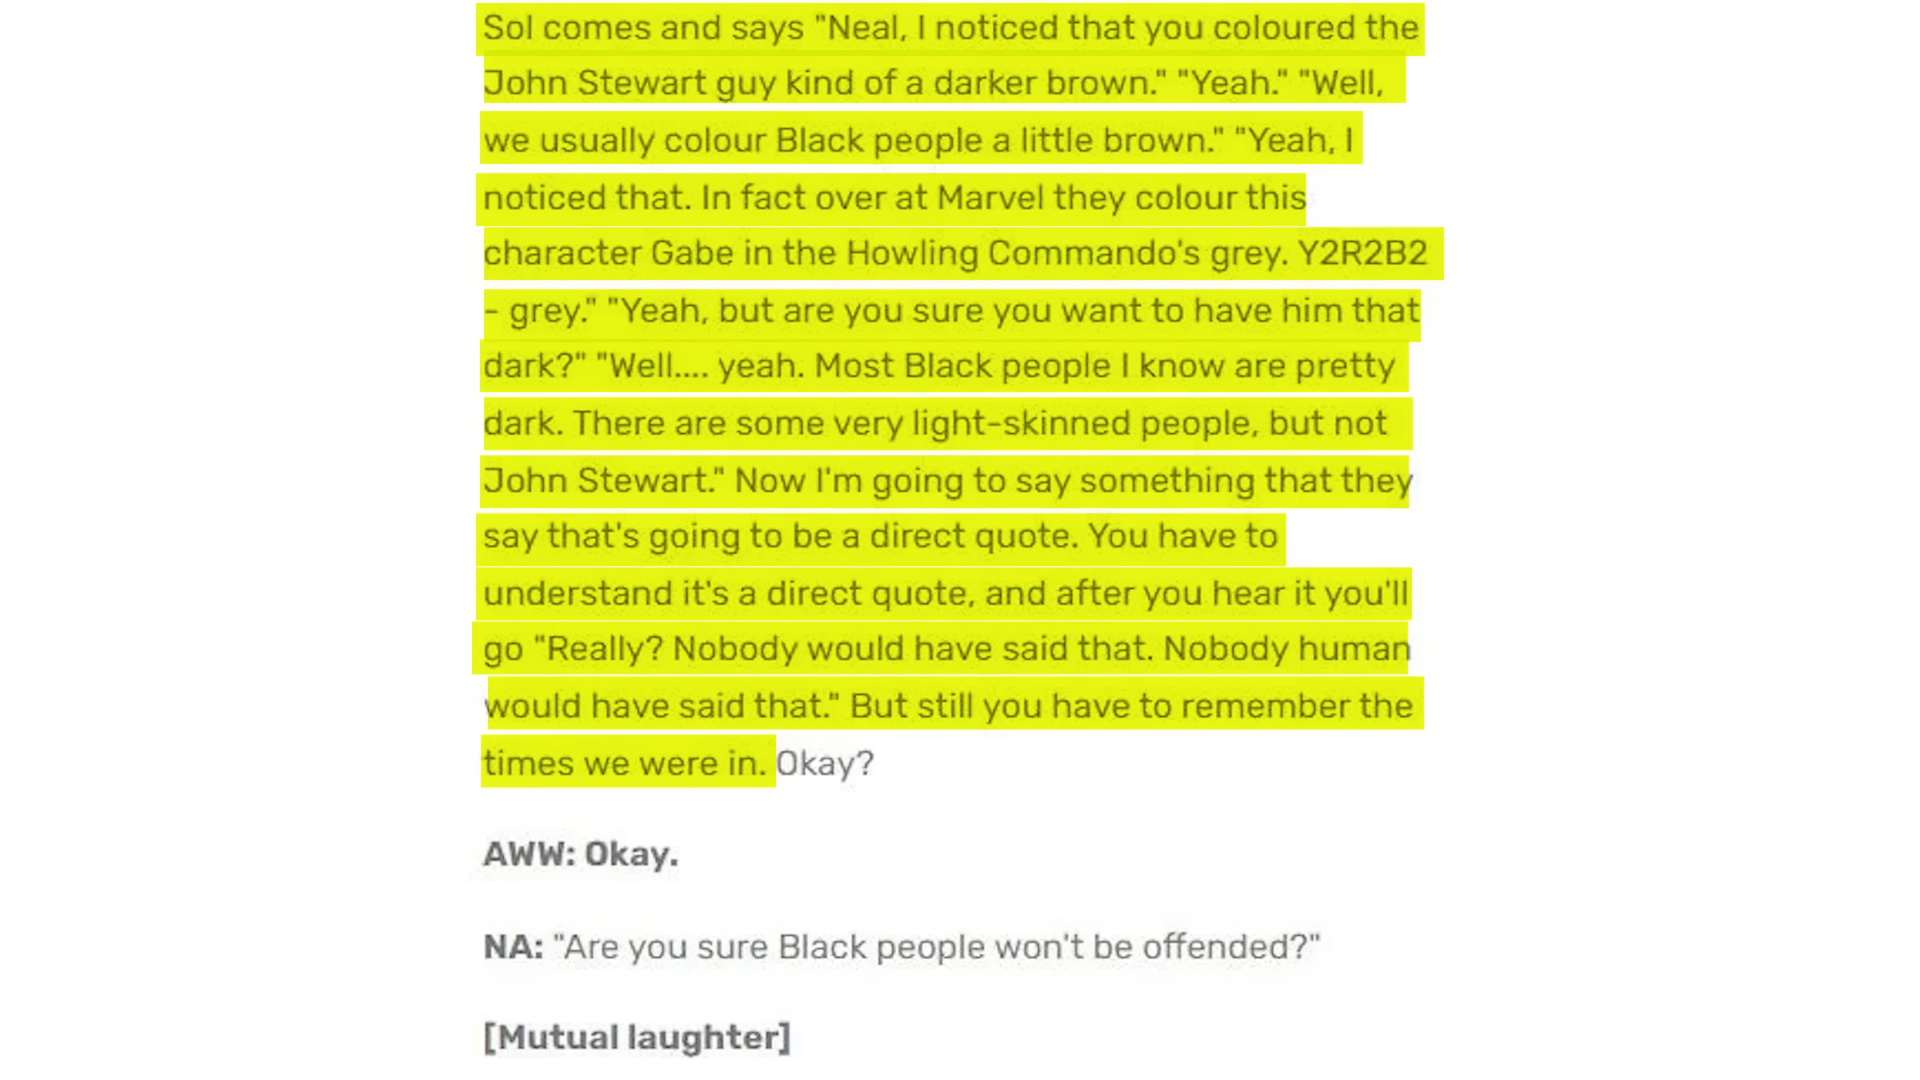 Sol comes and says "Neal, I noticed that you coloured the
John Stewart guy kind of a darker brown." "Yeah." "Well,
we usually colour Black people a little brown." "Yeah, I
noticed that. In fact over at Marvel they colour this
character Gabe in the Howling Commando's grey. Y2R2B2
- grey." "Yeah, but are you sure you want to have him that
dark?" "Well.... yeah. Most Black people I know are pretty
dark. There are some very light-skinned people, but not
John Stewart." Now I'm going to say something that they
say that's going to be a direct quote. You have to
understand it's a direct quote, and after you hear it you'll
go "Really? Nobody would have said that. Nobody human
would have said that." But still you have to remember the
times we were in. Okay?
AWW: Okay.
NA: "Are you sure Black people won't be offended?"
[Mutual laughter]